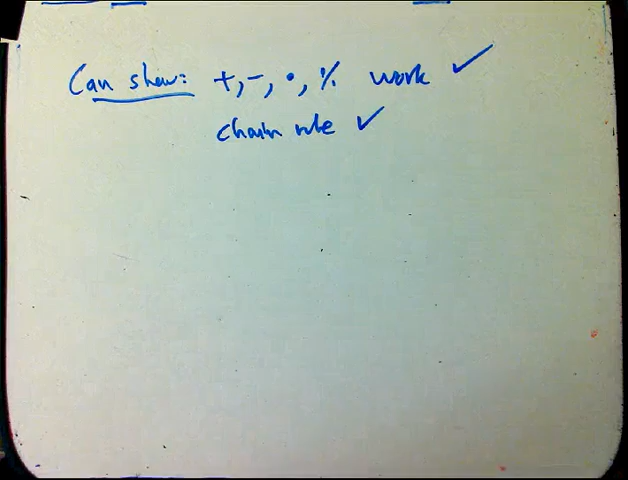 Can show: +, -, •, ⁒ work ✓
chain rule ✓